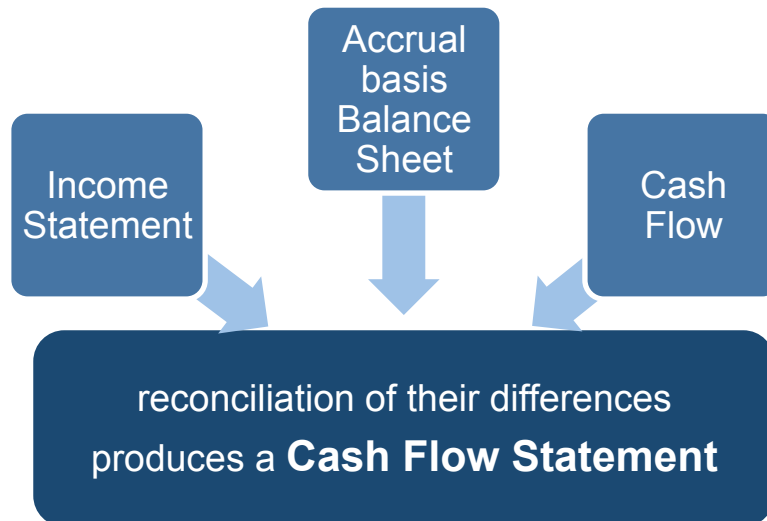 Accrual
basis
Balance
Sheet
Income
Statement
Cash
Flow
reconciliation of their differences
produces a Cash Flow Statement